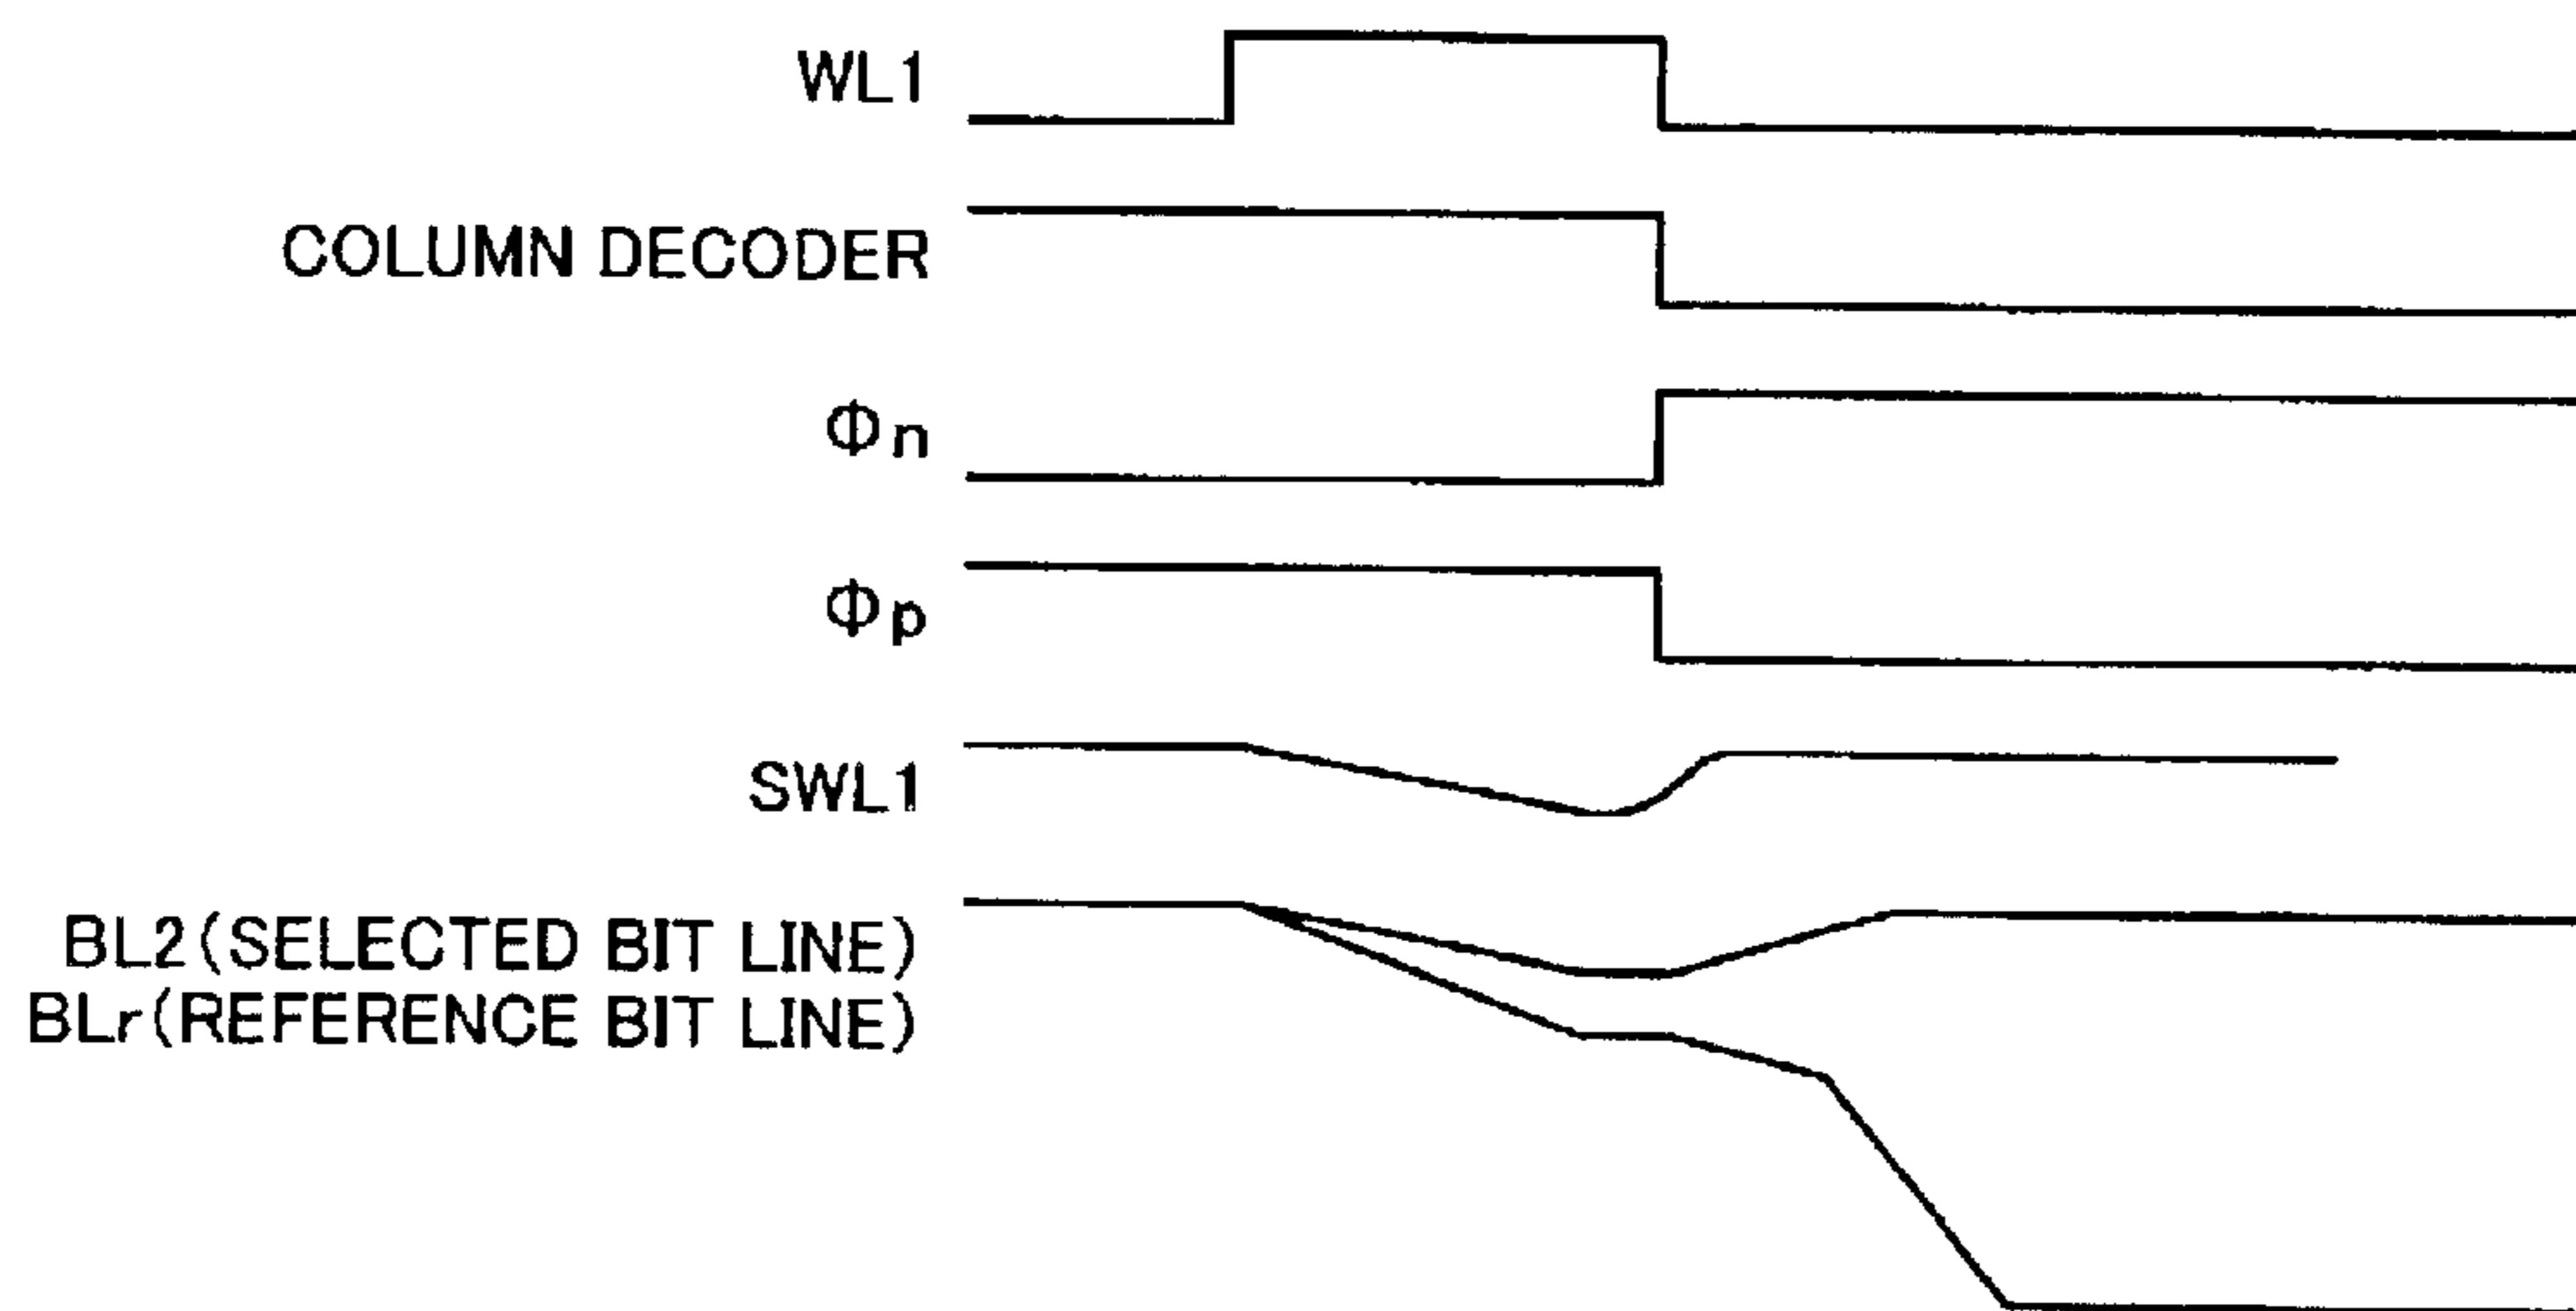 WL1
COLUMN DECODER
Φn
Φp
SWL1
BL2(SELECTED BIT LINE)
BLr(REFERENCE BIT LINE)